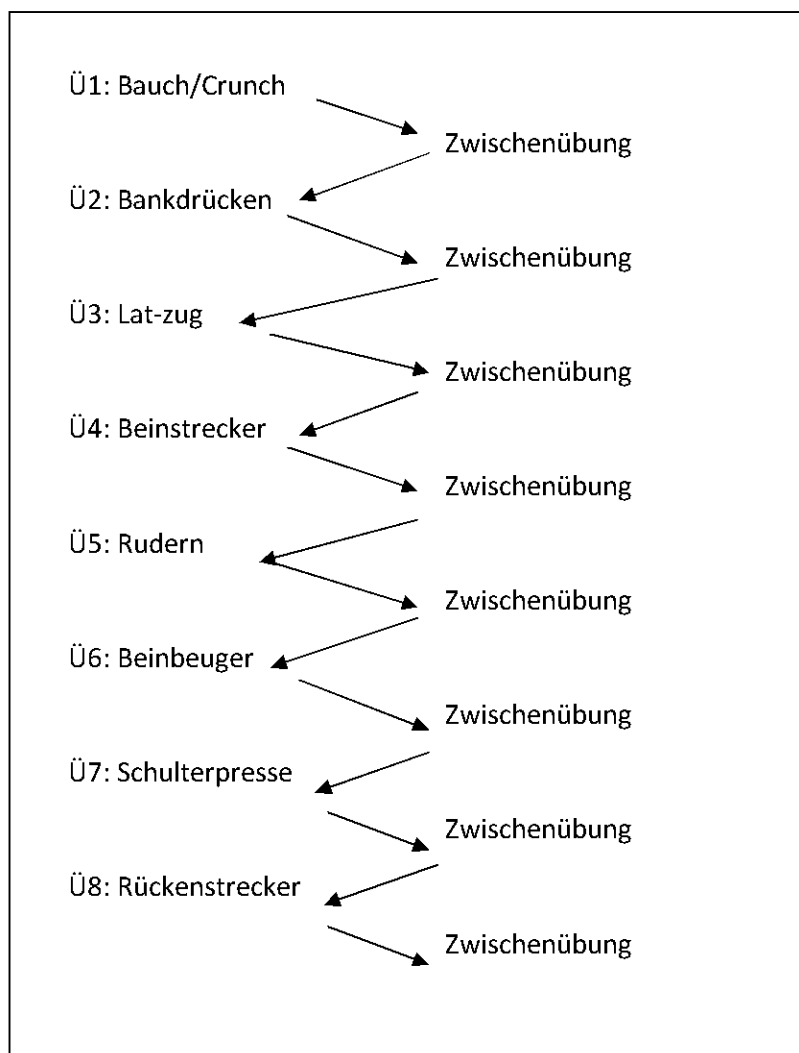 Ü1: Bauch/Crunch
Zwischenübung
Ü2: Bankdrücken
Zwischenübung
Ü3: Lat-zug
Zwischenübung
Ü4: Beinstrecker
Zwischenübung
Ü5: Rudern
Zwischenübung
Ü6: Beinbeuger
Zwischenübung
Ü7: Schulterpresse
Zwischenübung
Ü8: Rückenstrecker
Zwischenübung